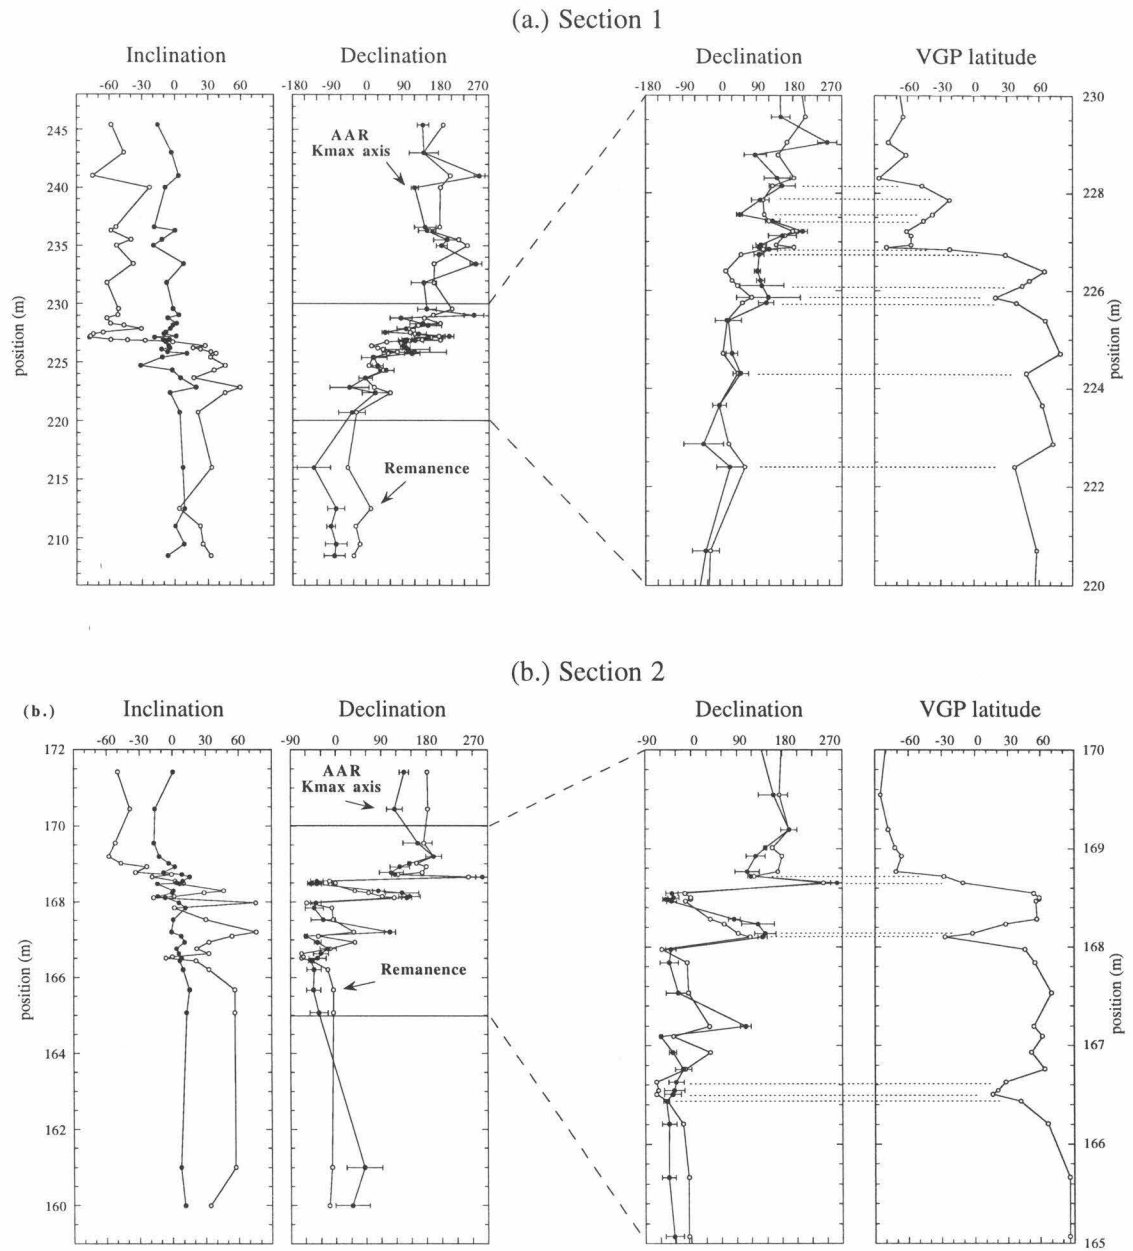 (a.) Section 1
Inclination Declination Declination VGP latitude
-60 -30 0 30 60 -180 -90 0 90 180 270 -180 -90 0 90 180 270 -60 -30 0 30 60
245
240
235
230
225
220
215
210
position (m)
AAR
Kmax axis
Remanence
230
228
226
224
222
220
position (m)
(b.) Section 2
(b.) Inclination Declination Declination VGP latitude
-60 -30 0 30 60 -90 0 90 180 270 -90 0 90 180 270 -60 -30 0 30 60
172
170
168
166
164
162
160
position (m)
AAR
Kmax axis
Remanence
170
169
168
167
166
165
position (m)